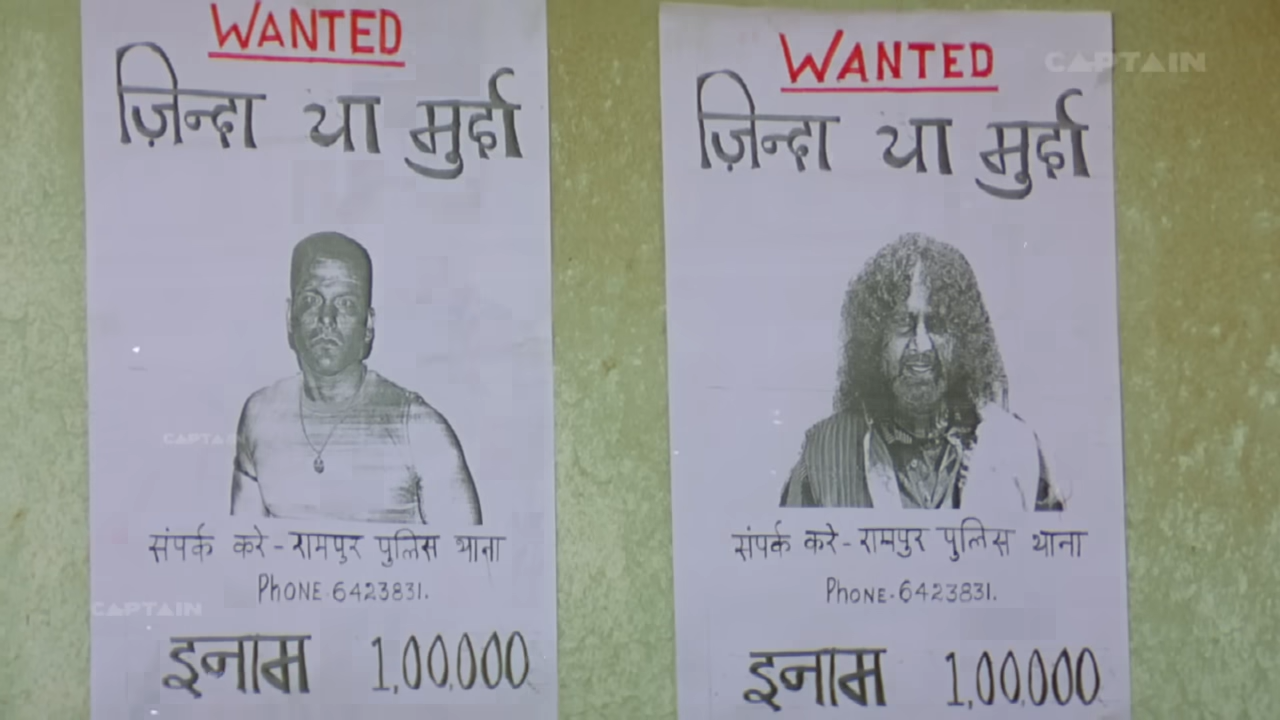 WANTED
ज़िन्दा या मुर्दा
संपर्क करे - रामपुर पुलिस थाना
PHONE. 6423831.
इनाम 1,00,000
WANTED
ज़िन्दा या मुर्दा
संपर्क करे - रामपुर पुलिस थाना
PHONE. 6423831.
इनाम 1,00,000
CAPTAIN
CAPTAIN
CAPTAIN